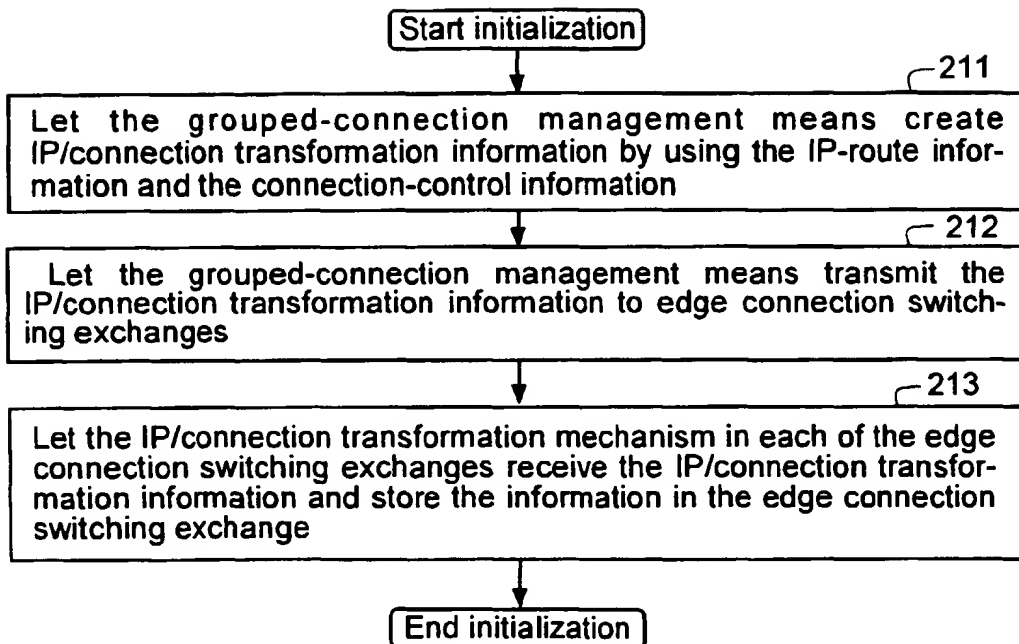 Start initialization
211
Let the grouped-connection management means create
IP/connection transformation information by using the IP-route infor-
mation and the connection-control information
212
Let the grouped-connection management means transmit the
IP/connection transformation information to edge connection switch-
ing exchanges
213
Let the IP/connection transformation mechanism in each of the edge
connection switching exchanges receive the IP/connection transfor-
mation information and store the information in the edge connection
switching exchange
End initialization